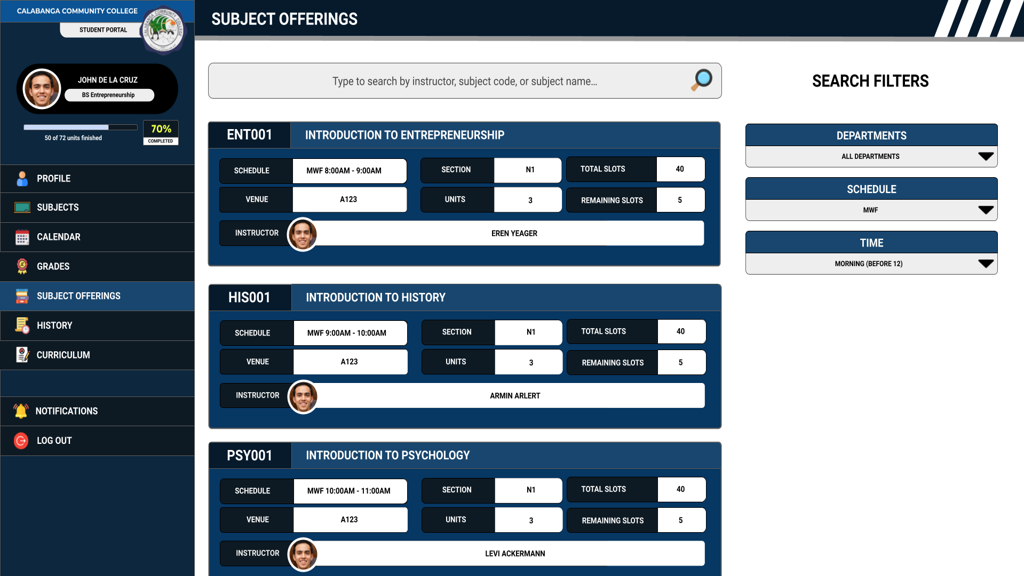 CALABANGA COMMUNITY COLLEGE
STUDENT PORTAL
JOHN DE LA CRUZ
BS Entrepreneurship
50 of 72 units finished
70%
COMPLETED
PROFILE
SUBJECTS
CALENDAR
GRADES
SUBJECT OFFERINGS
HISTORY
CURRICULUM
NOTIFICATIONS
LOG OUT
SUBJECT OFFERINGS
Type to search by instructor, subject code, or subject name...
ENT001 INTRODUCTION TO ENTREPRENEURSHIP
SCHEDULE MWF 8:00AM - 9:00AM SECTION N1 TOTAL SLOTS 40
VENUE A123 UNITS 3 REMAINING SLOTS 5
INSTRUCTOR EREN YEAGER
HIS001 INTRODUCTION TO HISTORY
SCHEDULE MWF 9:00AM - 10:00AM SECTION N1 TOTAL SLOTS 40
VENUE A123 UNITS 3 REMAINING SLOTS 5
INSTRUCTOR ARMIN ARLERT
PSY001 INTRODUCTION TO PSYCHOLOGY
SCHEDULE MWF 10:00AM - 11:00AM SECTION N1 TOTAL SLOTS 40
VENUE A123 UNITS 3 REMAINING SLOTS 5
INSTRUCTOR LEVI ACKERMANN
SEARCH FILTERS
DEPARTMENTS
ALL DEPARTMENTS
SCHEDULE
MWF
TIME
MORNING (BEFORE 12)